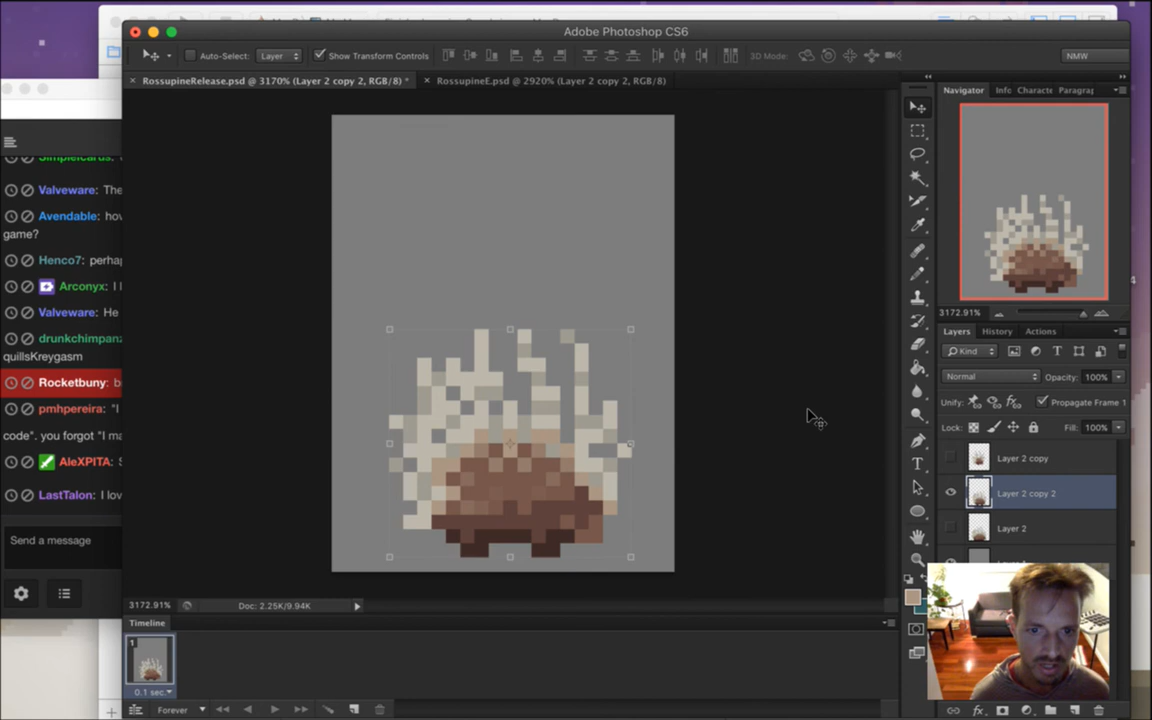 Adobe Photoshop CS6
Auto-Select: Layer Show Transform Controls 3D Mode: NMW
RossupineRelease.psd @ 3170% (Layer 2 copy 2, RGB/8) * RossupineE.psd @ 2920% (Layer 2 copy 2, RGB/8)
Navigator Info Characte Paragraı
Simplecards:
Valveware: The
Avendable: hov
game?
Henco7: perhap
Arconyx: I
Valveware: He
drunkchimpanz
quillsKreygasm
Rocketbuny: b
pmhpereira: "I
code". you forgot "I ma
AleXPITA: S
LastTalon: I lov
Send a message
3172.91%
Layers History Actions
Kind
Normal Opacity: 100%
Unify: Propagate Frame 1
Lock: Fill: 100%
Layer 2 copy
Layer 2 copy 2
Layer 2
3172.91% Doc: 2.25K/9.94K
Timeline
1
0.1 sec.
Forever